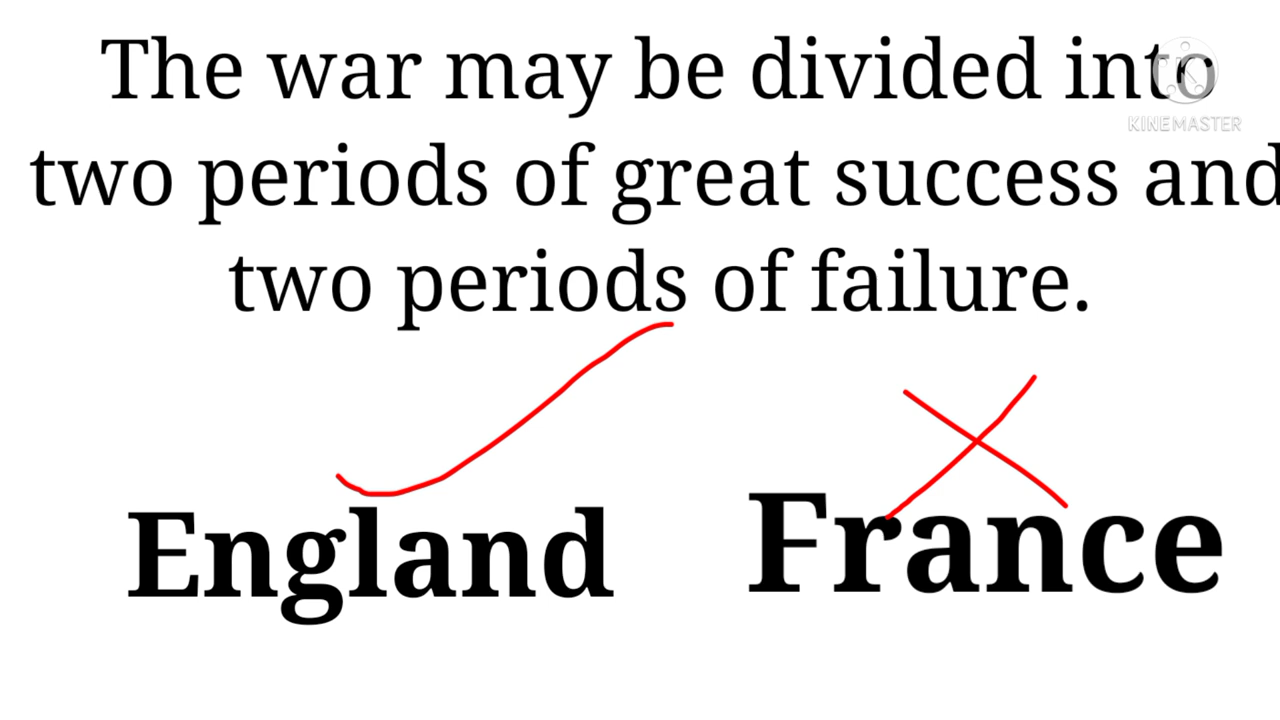 The war may be divided into
KINEMASTER
two periods of great success and
two periods of failure.
England France